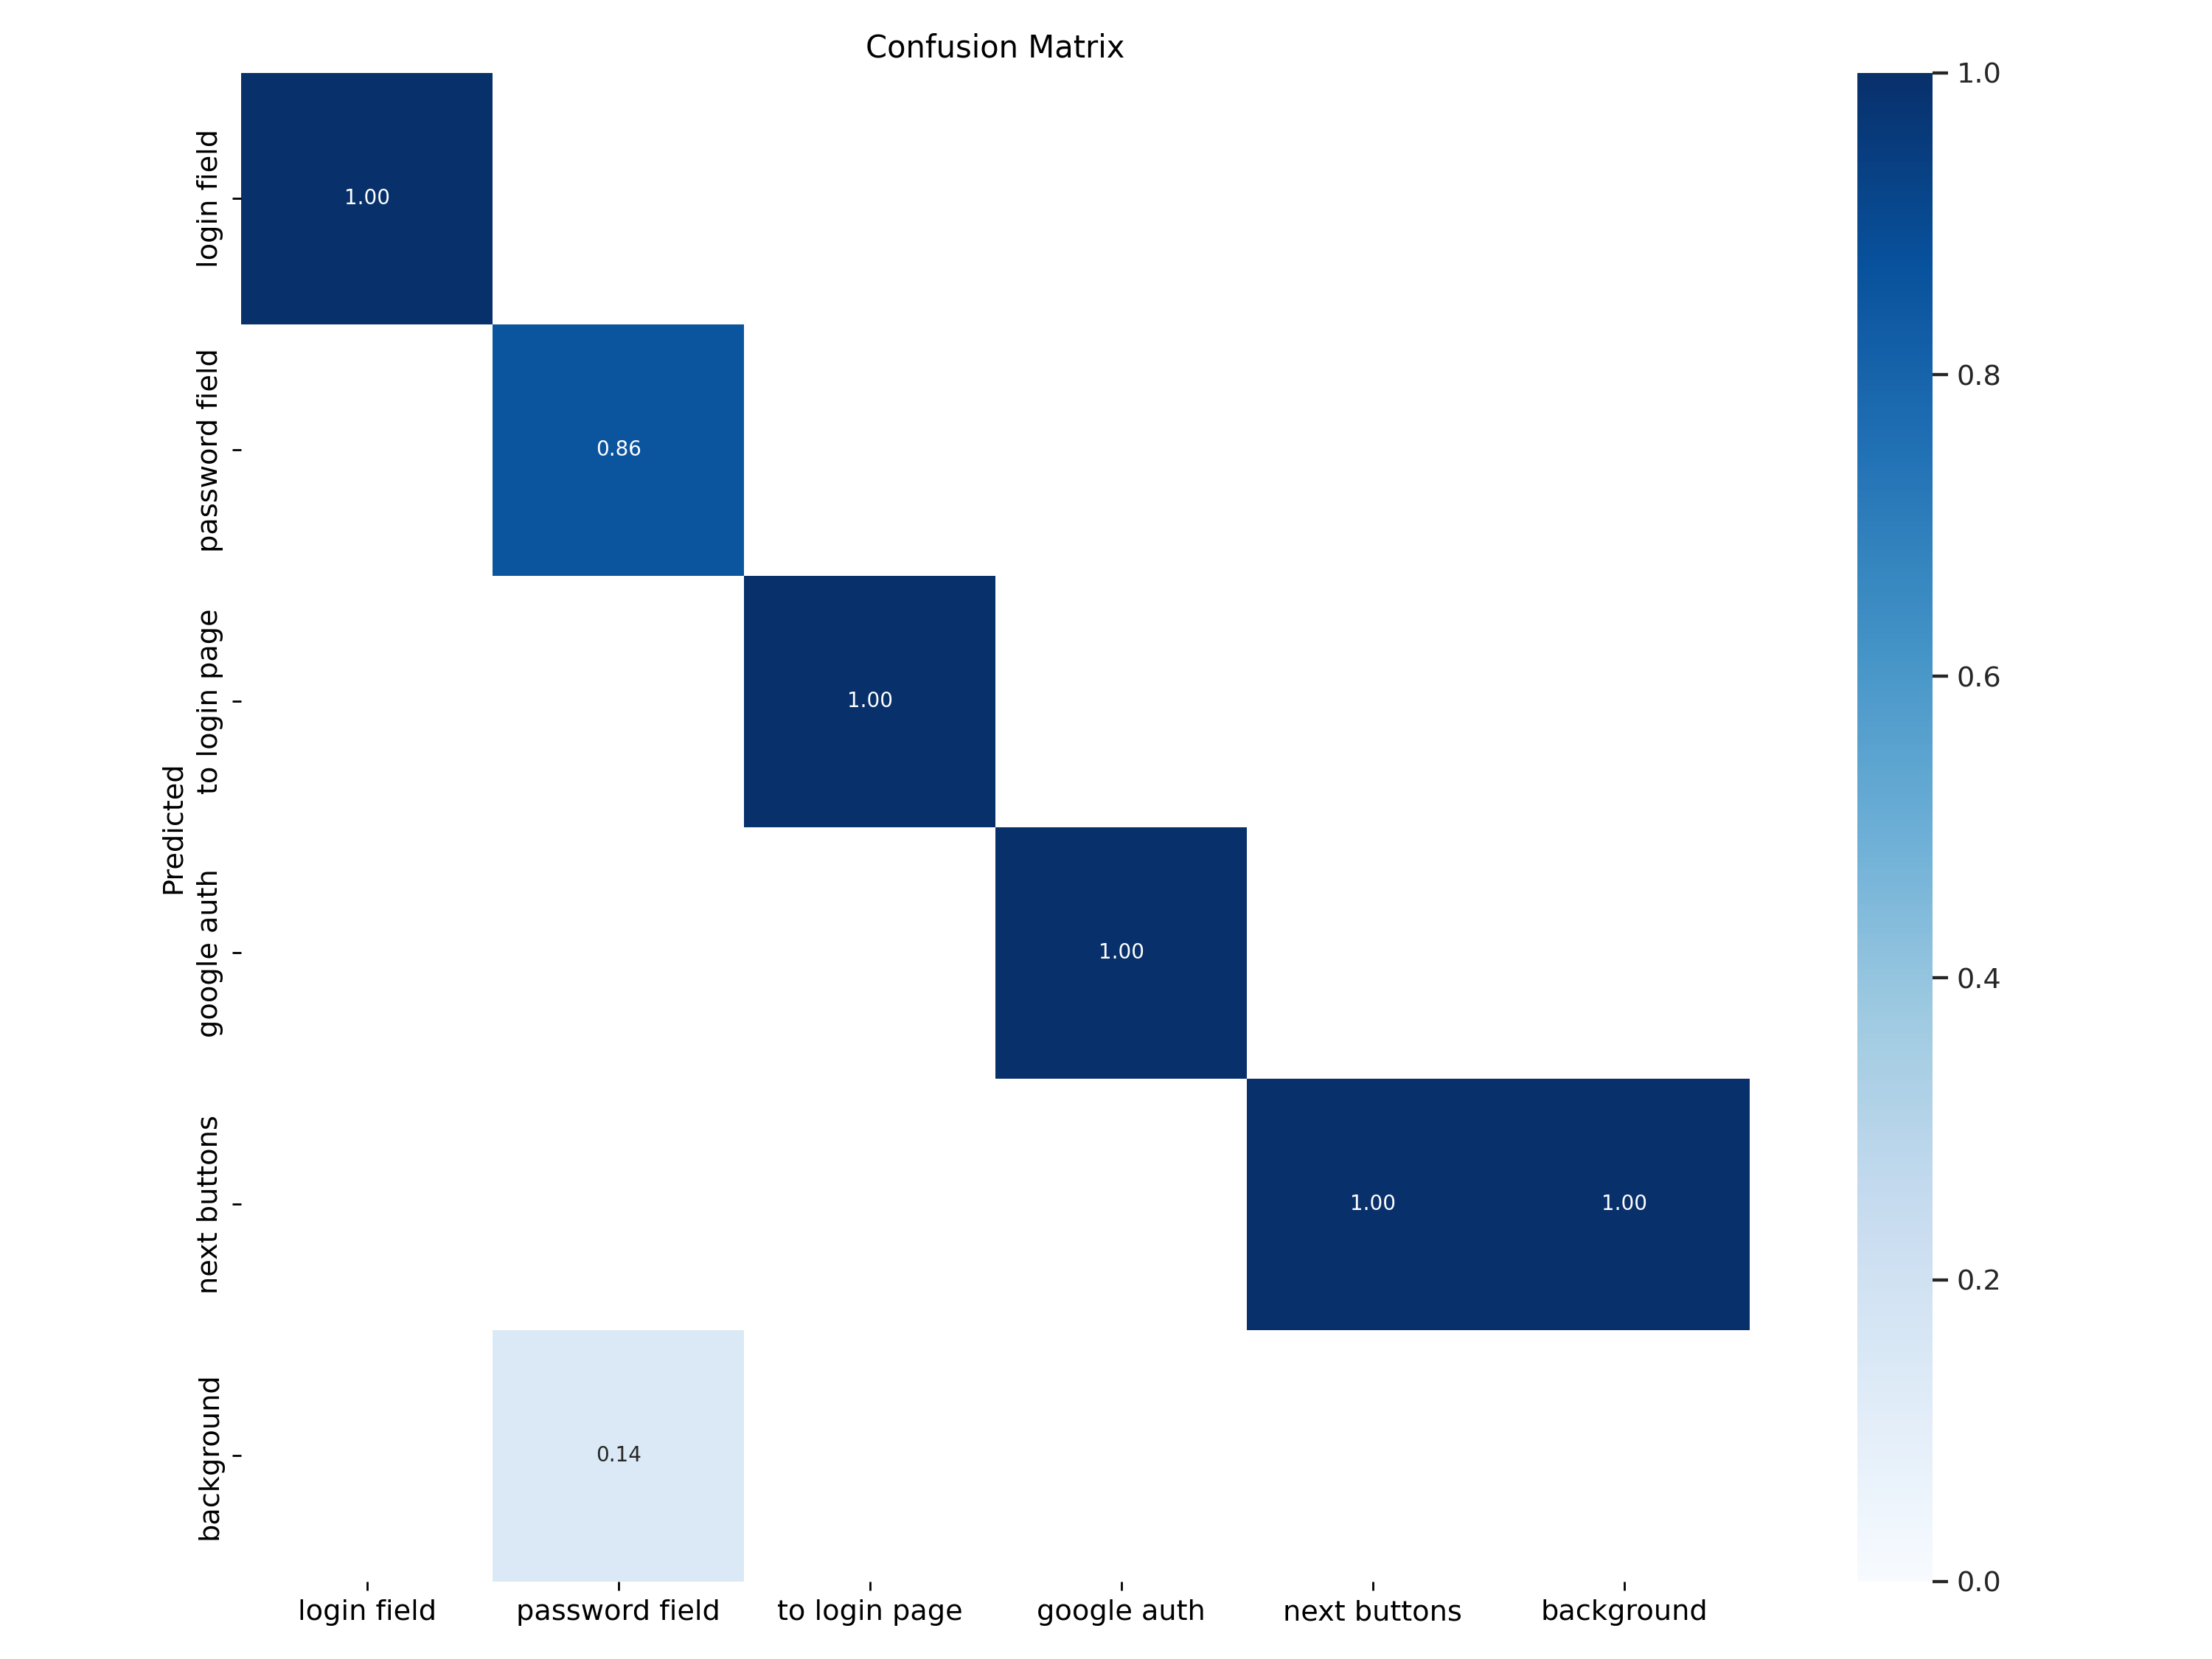 Confusion Matrix
login field
password field
to login page
google auth
next buttons
background
Predicted
1.00
0.86
1.00
1.00
1.00 1.00
0.14
login field password field to login page google auth next buttons background
1.0
0.8
0.6
0.4
0.2
0.0